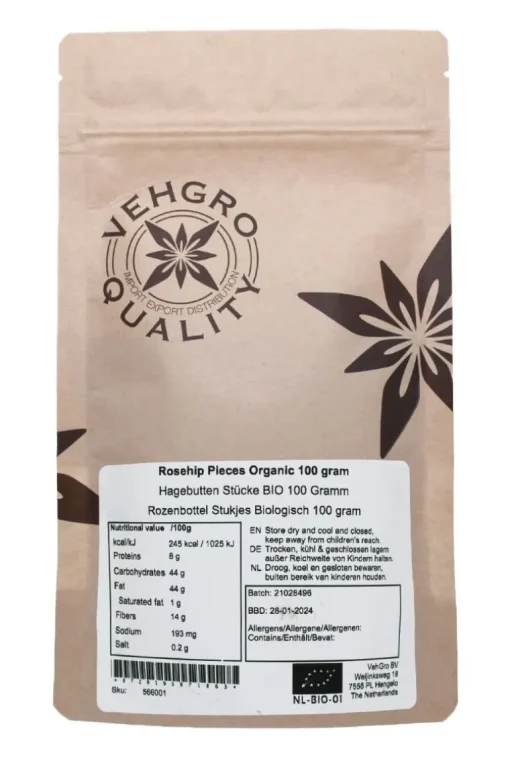 VEHGRO
IMPORT EXPORT DISTRIBUTION
QUALITY
Rosehip Pieces Organic 100 gram
Hagebutten Stücke BIO 100 Gramm
Rozenbottel Stukjes Biologisch 100 gram
Nutritional value /100g
kcal/kJ 245 kcal / 1025 kJ
Proteins 8 g
Carbohydrates 44 g
Fat 44 g
Saturated fat 1 g
Fibers 14 g
Sodium 193 mg
Salt 0.2 g
EN Store dry and cool and closed,
keep away from children's reach.
DE Trocken, kühl & geschlossen lagern
außer Reichweite von Kindern halten.
NL Droog, koel en gesloten bewaren,
buiten bereik van kinderen houden.
Batch: 21028496
BBD: 28-01-2024
Allergens/Allergene/Allergenen:
Contains/Enthält/Bevat:
Sku: 566001
NL-BIO-01
VehGro BV
Weijinksweg 18
7556 PL Hengelo
The Netherlands